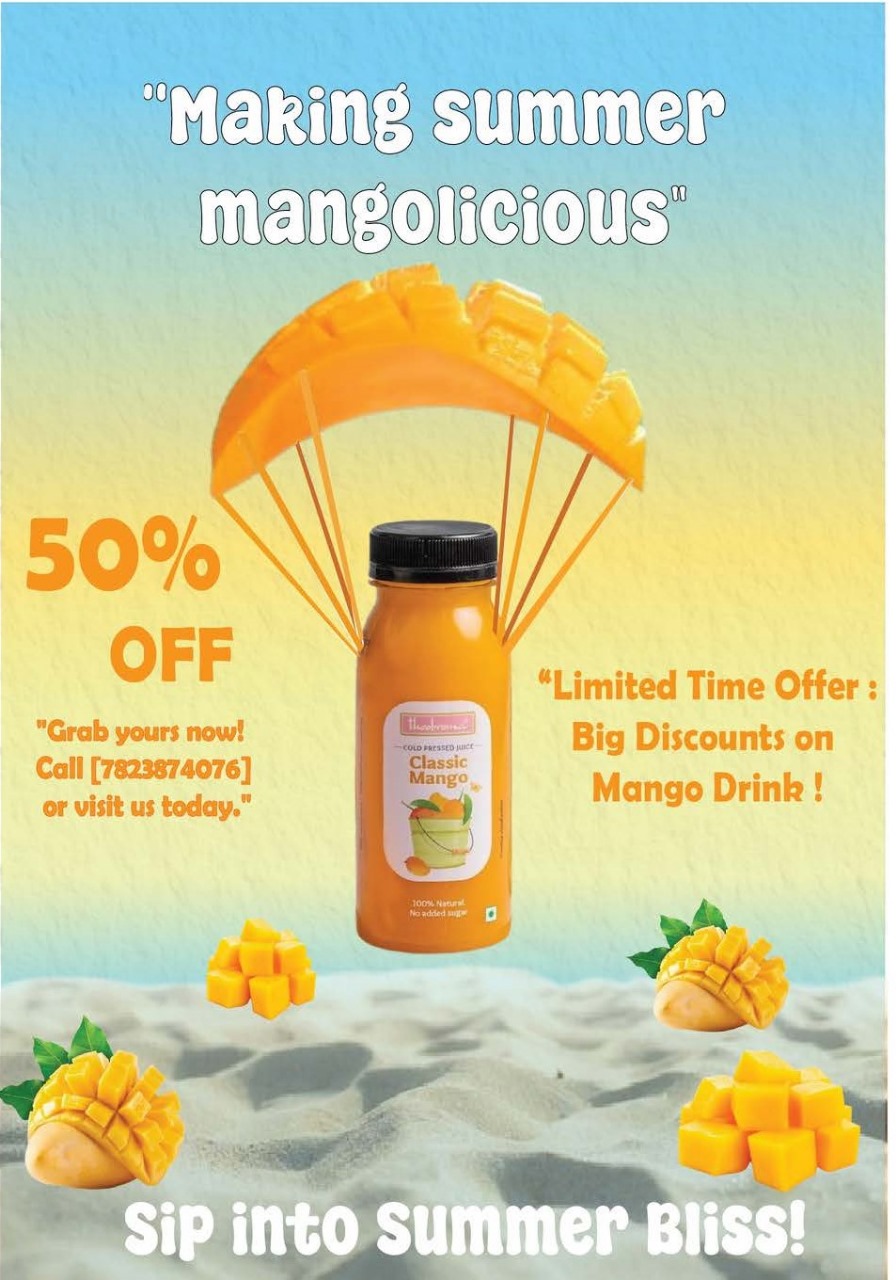 "Making summer
mangolicious"
50%
OFF
"Grab yours now!
Call [7823874076]
or visit us today."
“Limited Time Offer :
Big Discounts on
Mango Drink !
theobroma
COLD PRESSED JUICE
Classic
Mango
100% Natural
No added sugar
Sip into Summer Bliss!